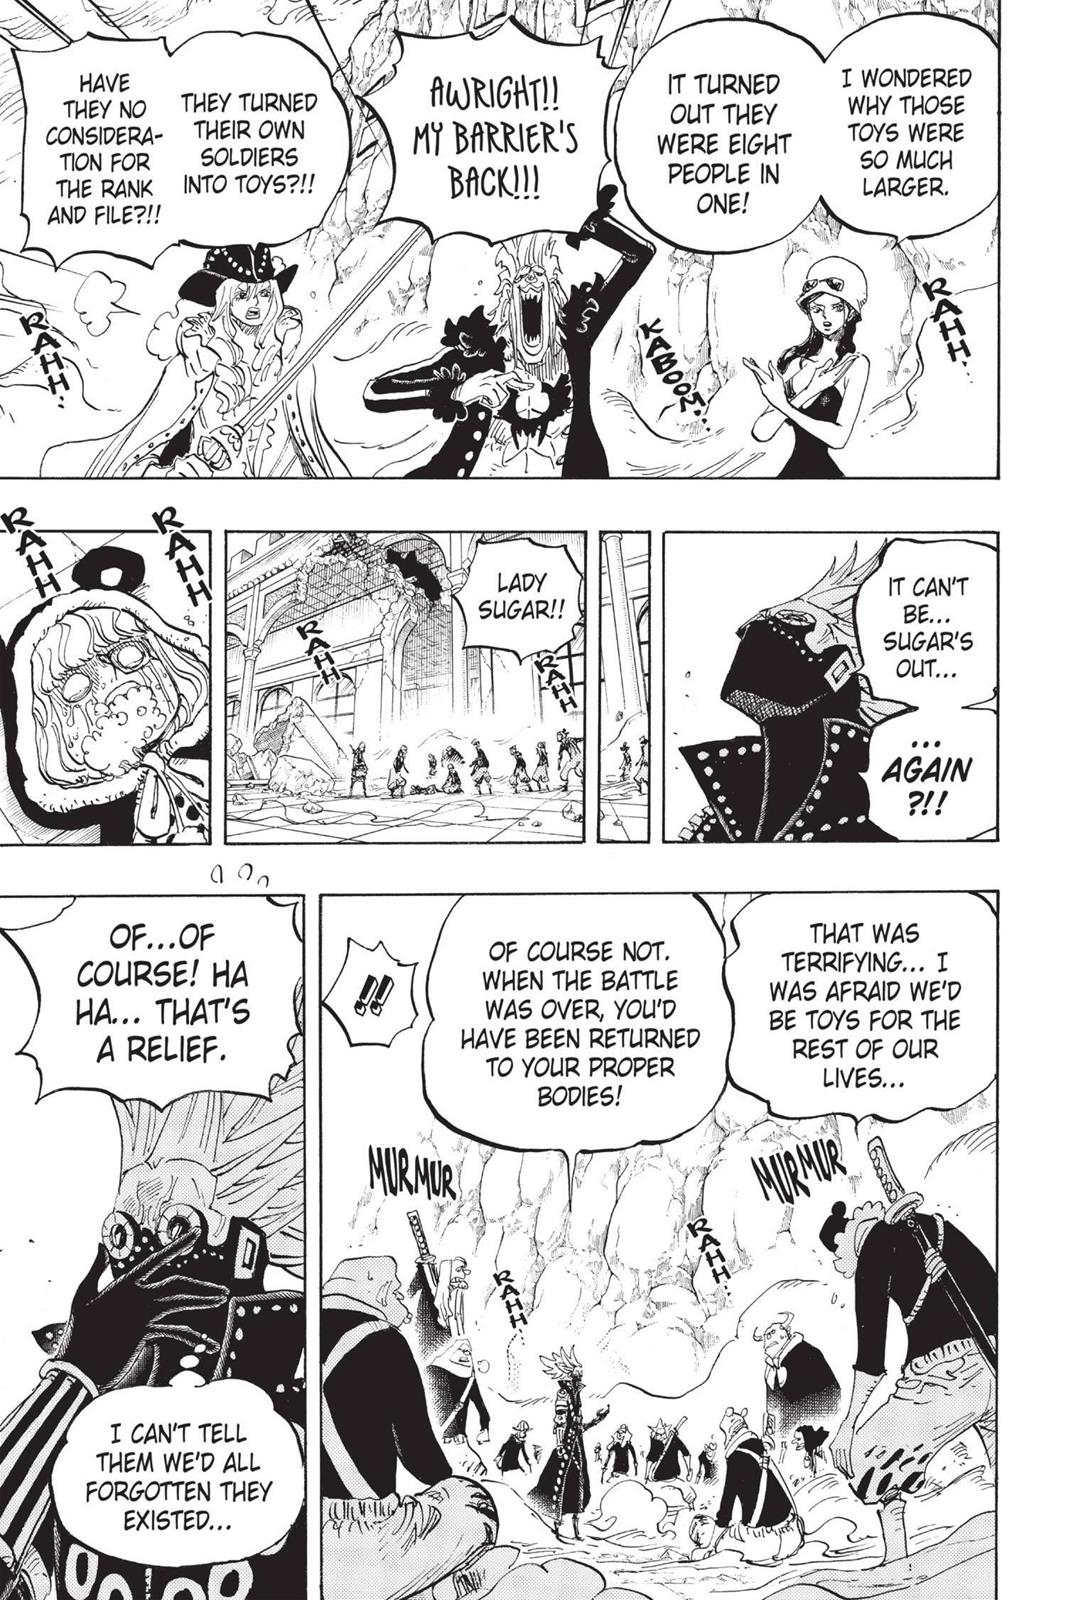 I WONDERED
WHY THOSE
TOYS WERE
SO MUCH
LARGER.
IT TURNED
OUT THEY
WERE EIGHT
PEOPLE IN
ONE!
RAHH!
KABOOM...
AWRIGHT!!
MY BARRIER'S
BACK!!!
THEY TURNED
THEIR OWN
SOLDIERS
INTO TOYS?!!
HAVE
THEY NO
CONSIDERA-
TION FOR
THE RANK
AND FILE?!!
RAHH!
IT CAN'T
BE...
SUGAR'S
OUT...
...
AGAIN
?!!
LADY
SUGAR!!
RAHH
RAHH
RAHH
RAHH
THAT WAS
TERRIFYING... I
WAS AFRAID WE'D
BE TOYS FOR THE
REST OF OUR
LIVES...
OF COURSE NOT.
WHEN THE BATTLE
WAS OVER, YOU'D
HAVE BEEN RETURNED
TO YOUR PROPER
BODIES!
!!
MURMUR
MURMUR
RAHH..
RAHH..
OF...OF
COURSE! HA
HA... THAT'S
A RELIEF.
I CAN'T TELL
THEM WE'D ALL
FORGOTTEN THEY
EXISTED...